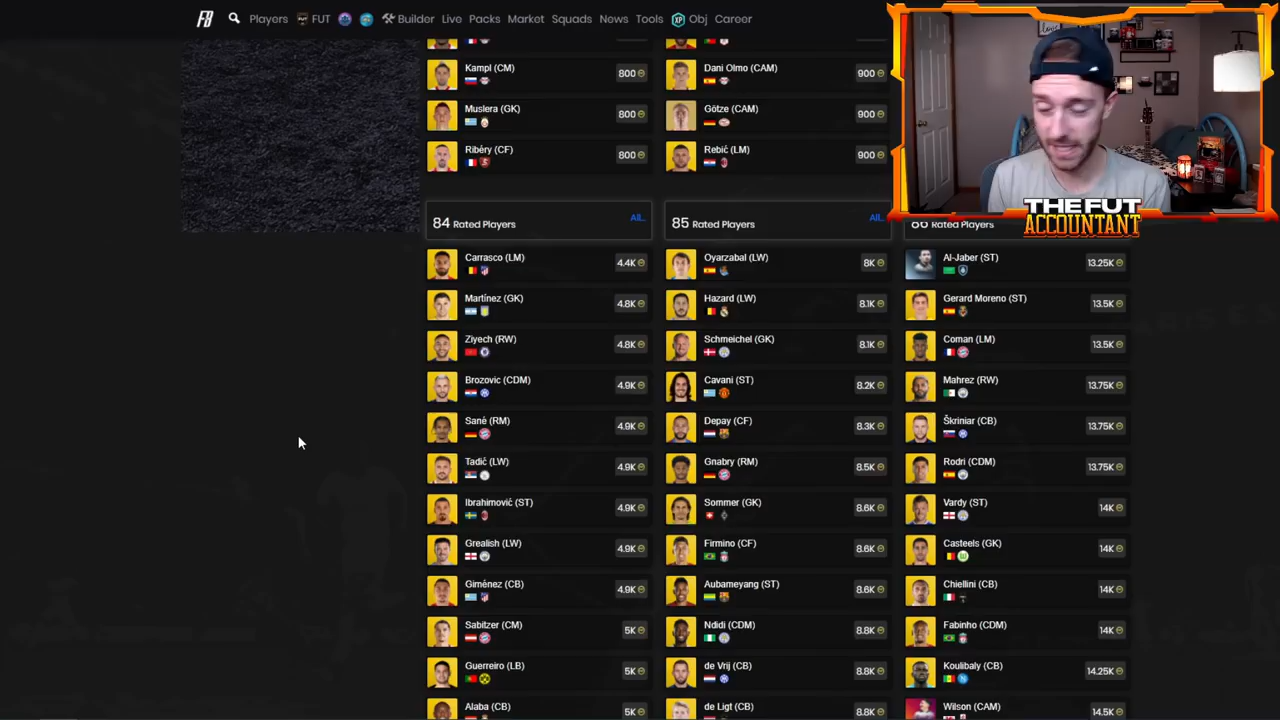 FB Players FUT Builder Live Packs Market Squads News Tools XP Obj Career
Kampl (CM) 800
Muslera (GK) 800
Ribéry (CF) 800
Dani Olmo (CAM) 900
Götze (CAM) 900
Rebić (LM) 900
THE FUT
ACCOUNTANT
84 Rated Players All..
Carrasco (LM) 4.4K
Martínez (GK) 4.8K
Ziyech (RW) 4.8K
Brozovic (CDM) 4.9K
Sané (RM) 4.9K
Tadić (LW) 4.9K
Ibrahimović (ST) 4.9K
Grealish (LW) 4.9K
Giménez (CB) 4.9K
Sabitzer (CM) 5K
Guerreiro (LB) 5K
Alaba (CB) 5K
85 Rated Players All..
Oyarzabal (LW) 8K
Hazard (LW) 8.1K
Schmeichel (GK) 8.1K
Cavani (ST) 8.2K
Depay (CF) 8.3K
Gnabry (RM) 8.5K
Sommer (GK) 8.6K
Firmino (CF) 8.6K
Aubameyang (ST) 8.6K
Ndidi (CDM) 8.8K
de Vrij (CB) 8.8K
de Ligt (CB) 8.8K
86 Rated Players
Al-Jaber (ST) 13.25K
Gerard Moreno (ST) 13.5K
Coman (LM) 13.5K
Mahrez (RW) 13.75K
Škriniar (CB) 13.75K
Rodri (CDM) 13.75K
Vardy (ST) 14K
Casteels (GK) 14K
Chiellini (CB) 14K
Fabinho (CDM) 14K
Koulibaly (CB) 14.25K
Wilson (CAM) 14.5K